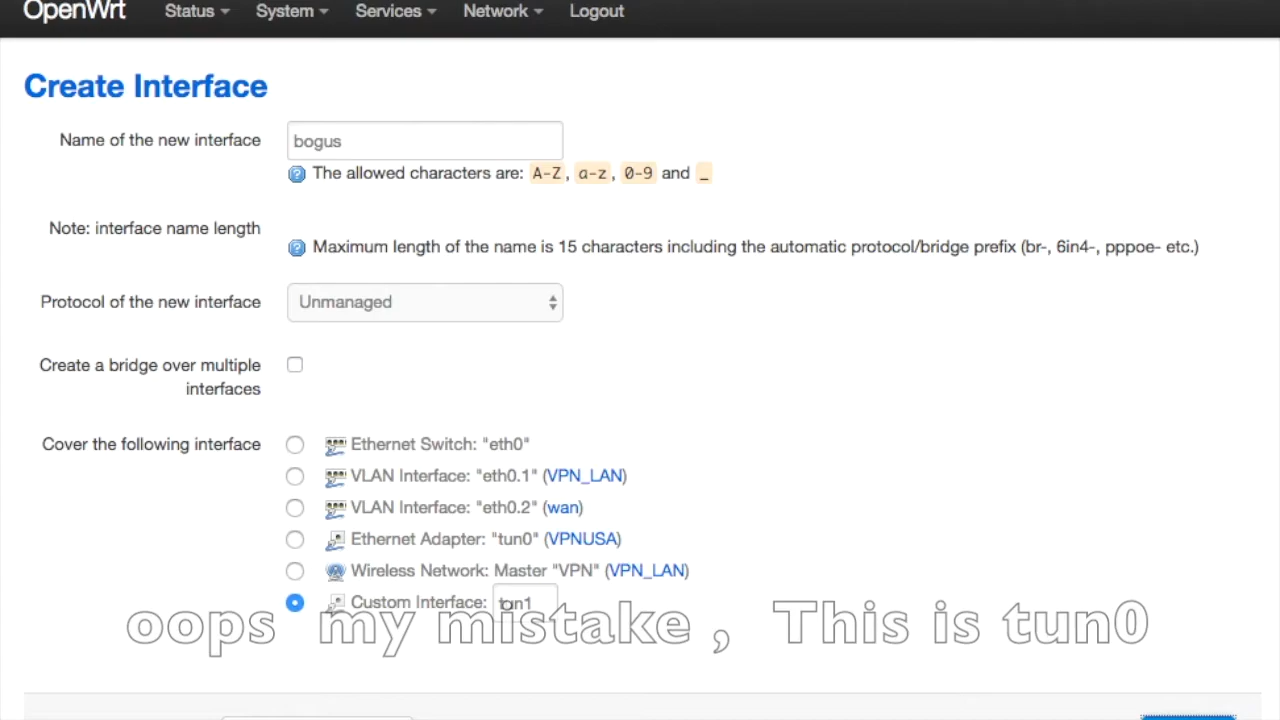 OpenWrt Status System Services Network Logout
Create Interface
Name of the new interface bogus
The allowed characters are: A-Z, a-z, 0-9 and _
Note: interface name length
Maximum length of the name is 15 characters including the automatic protocol/bridge prefix (br-, 6in4-, pppoe- etc.)
Protocol of the new interface Unmanaged
Create a bridge over multiple
interfaces
Cover the following interface Ethernet Switch: "eth0"
VLAN Interface: "eth0.1" (VPN_LAN)
VLAN Interface: "eth0.2" (wan)
Ethernet Adapter: "tun0" (VPNUSA)
Wireless Network: Master "VPN" (VPN_LAN)
Custom Interface: tun1
oops my mistake , This is tun0